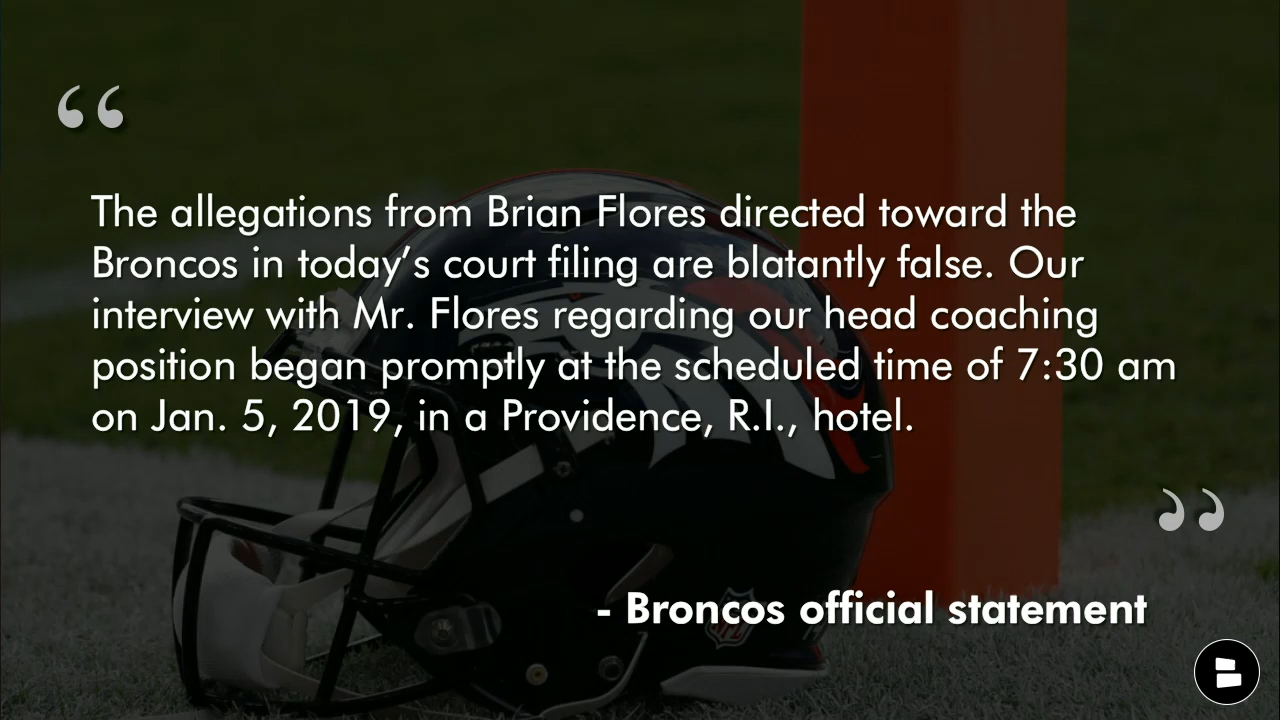 “
The allegations from Brian Flores directed toward the
Broncos in today’s court filing are blatantly false. Our
interview with Mr. Flores regarding our head coaching
position began promptly at the scheduled time of 7:30 am
on Jan. 5, 2019, in a Providence, R.I., hotel.
”
- Broncos official statement
NFL